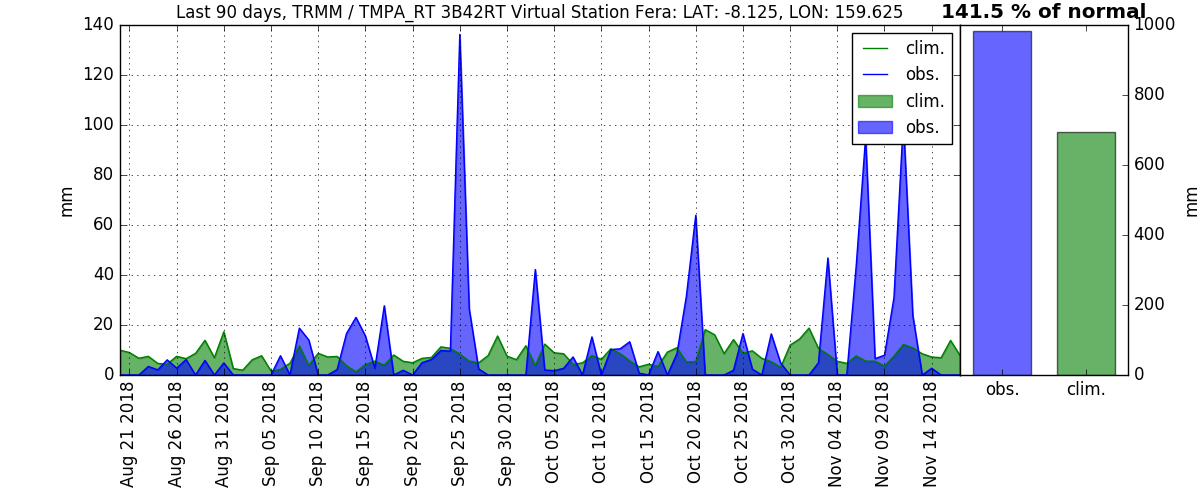 Last 90 days, TRMM / TMPA_RT 3B42RT Virtual Station Fera: LAT: -8.125, LON: 159.625
141.5 % of normal
140
120
100
80
60
40
20
0
mm
clim.
obs.
clim.
obs.
1000
800
600
400
200
0
mm
Aug 21 2018
Aug 26 2018
Aug 31 2018
Sep 05 2018
Sep 10 2018
Sep 15 2018
Sep 20 2018
Sep 25 2018
Sep 30 2018
Oct 05 2018
Oct 10 2018
Oct 15 2018
Oct 20 2018
Oct 25 2018
Oct 30 2018
Nov 04 2018
Nov 09 2018
Nov 14 2018
obs.
clim.